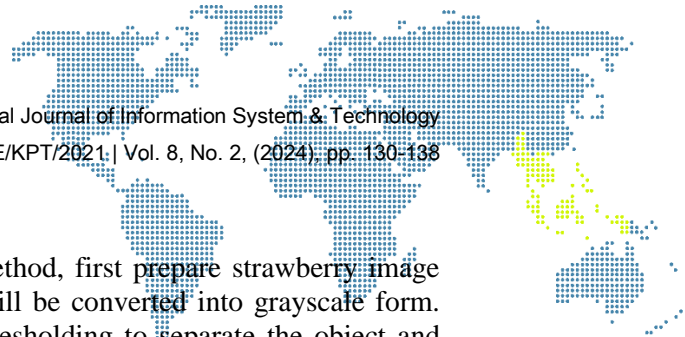 al Journal of Information System & Technology
E/KPT/2021 | Vol. 8, No. 2, (2024), pp. 130-138
ethod, first prepare strawberry image
ill be converted into grayscale form.
esholding to separate the object and